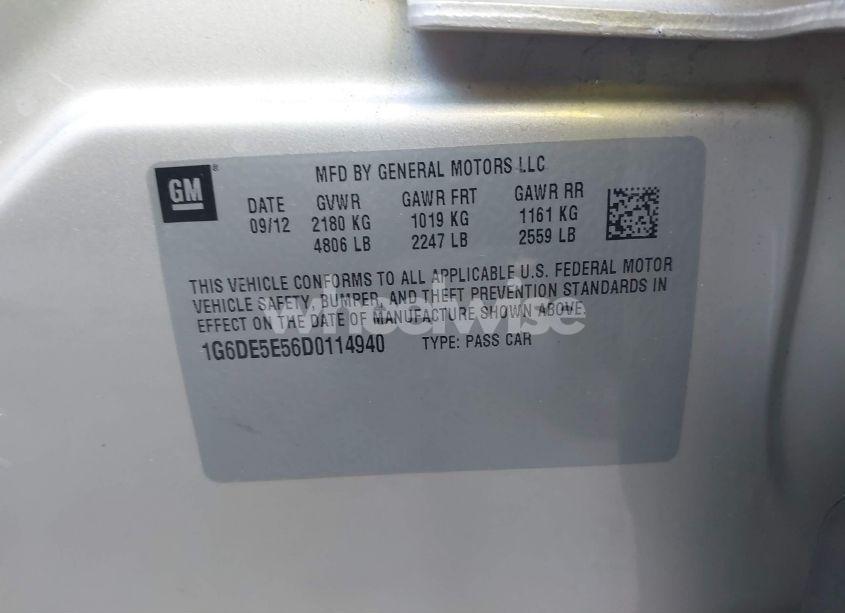 GM®
MFD BY GENERAL MOTORS LLC
DATE GVWR GAWR FRT GAWR RR
09/12 2180 KG 1019 KG 1161 KG
4806 LB 2247 LB 2559 LB
THIS VEHICLE CONFORMS TO ALL APPLICABLE U.S. FEDERAL MOTOR
VEHICLE SAFETY, BUMPER, AND THEFT PREVENTION STANDARDS IN
EFFECT ON THE DATE OF MANUFACTURE SHOWN ABOVE.
wheelwise
1G6DE5E56D0114940 TYPE: PASS CAR